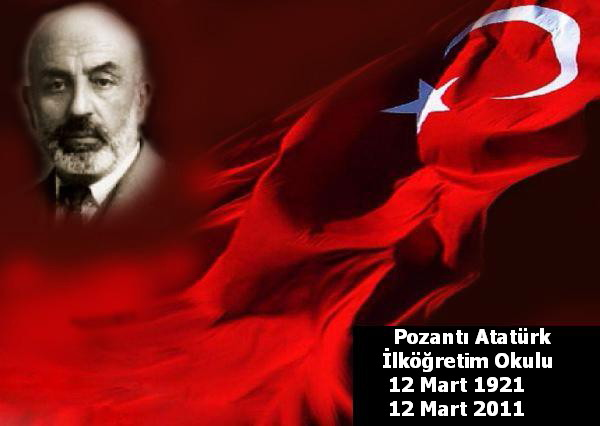 Pozantı Atatürk
İlköğretim Okulu
12 Mart 1921
12 Mart 2011